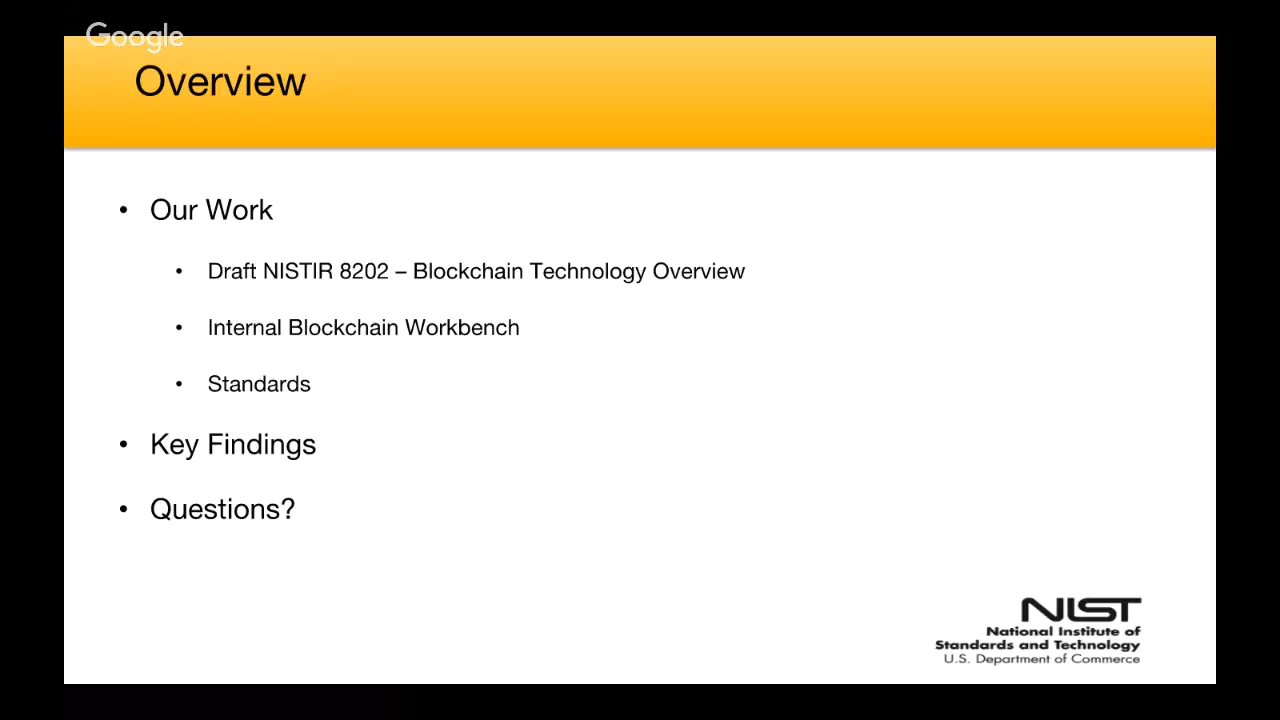 Google
Overview
• Our Work
• Draft NISTIR 8202 – Blockchain Technology Overview
• Internal Blockchain Workbench
• Standards
• Key Findings
• Questions?
NIST
National Institute of
Standards and Technology
U.S. Department of Commerce